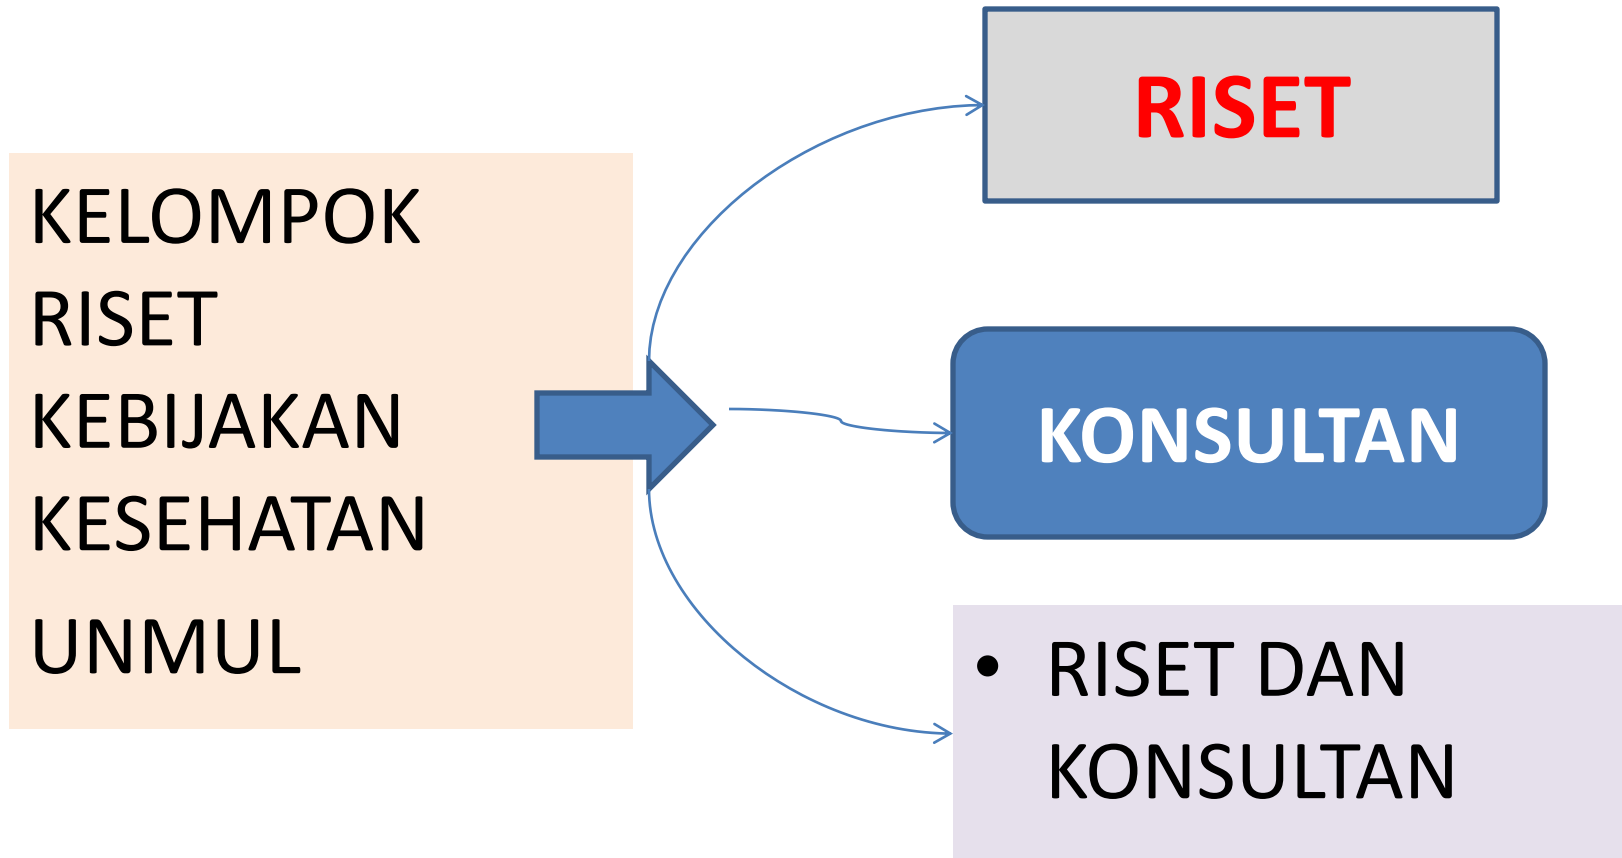 KELOMPOK
RISET
KEBIJAKAN
KESEHATAN
UNMUL
RISET
KONSULTAN
• RISET DAN
KONSULTAN